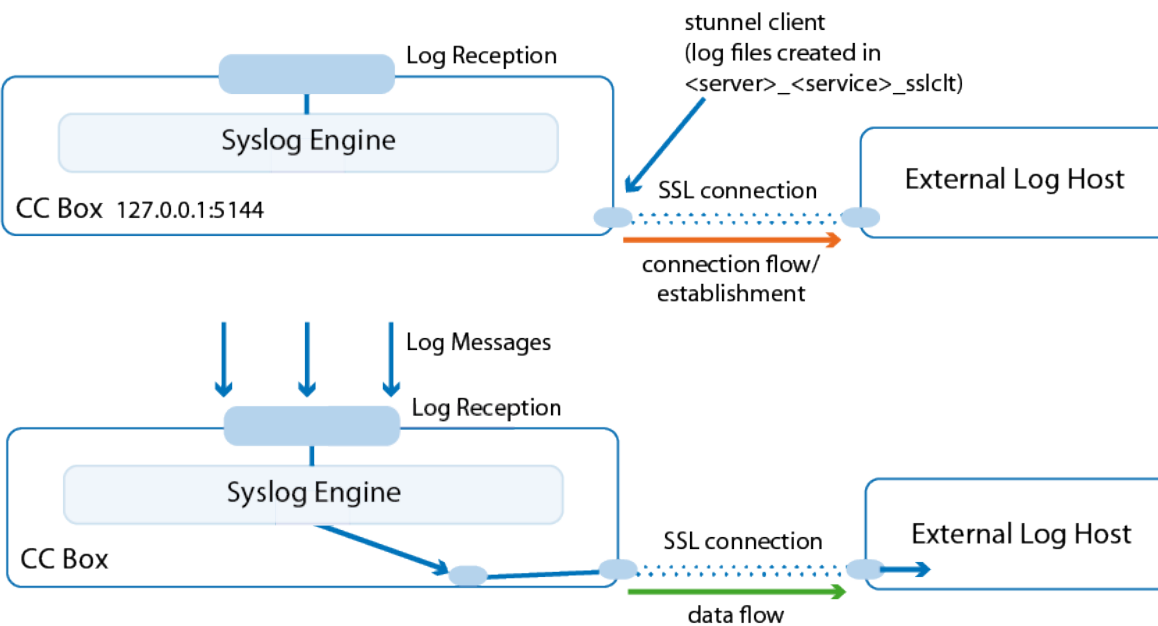 stunnel client
(log files created in
<server>_<service>_sslclt)
Log Reception
Syslog Engine
CC Box 127.0.0.1:5144
SSL connection
External Log Host
connection flow/
establishment
Log Messages
Log Reception
Syslog Engine
CC Box
SSL connection
External Log Host
data flow